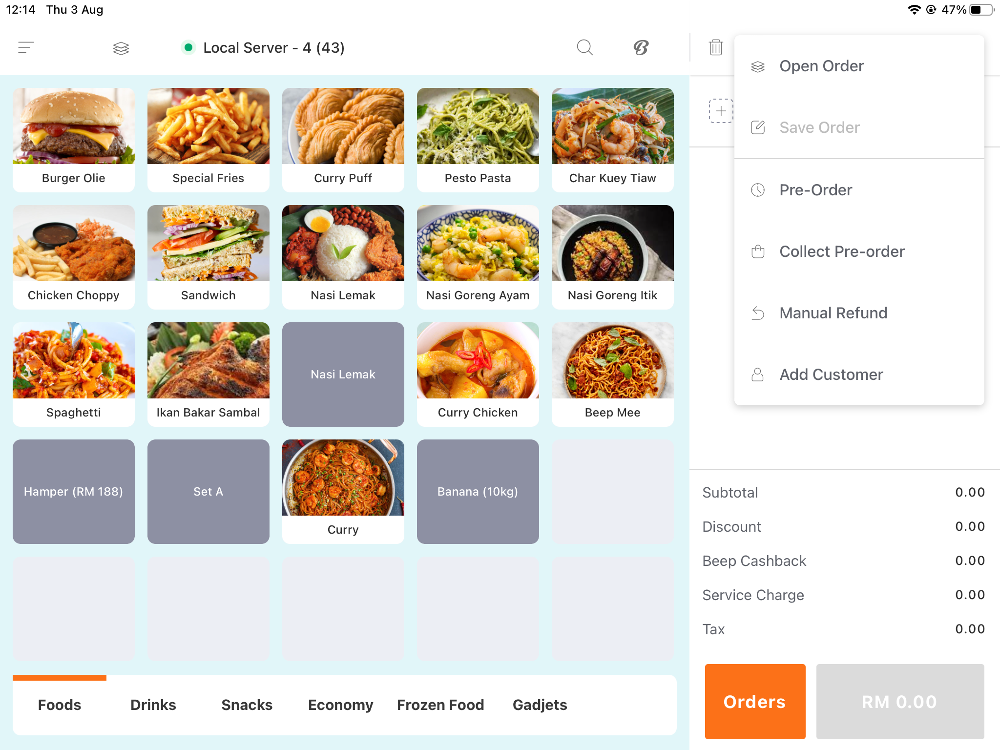 12:14 Thu 3 Aug
47%
Local Server - 4 (43)
Open Order
Save Order
Pre-Order
Collect Pre-order
Manual Refund
Add Customer
Burger Olie
Special Fries
Curry Puff
Pesto Pasta
Char Kuey Tiaw
Chicken Choppy
Sandwich
Nasi Lemak
Nasi Goreng Ayam
Nasi Goreng Itik
Spaghetti
Ikan Bakar Sambal
Nasi Lemak
Curry Chicken
Beep Mee
Hamper (RM 188)
Set A
Curry
Banana (10kg)
Subtotal 0.00
Discount 0.00
Beep Cashback 0.00
Service Charge 0.00
Tax 0.00
Foods
Drinks
Snacks
Economy
Frozen Food
Gadjets
Orders
RM 0.00